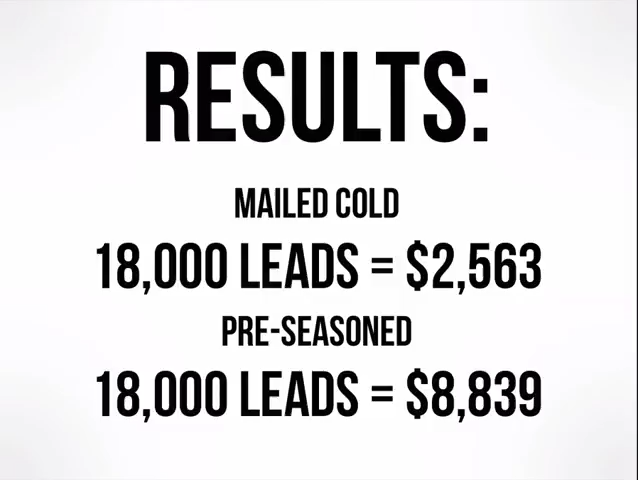 RESULTS:
MAILED COLD
18,000 LEADS = $2,563
PRE-SEASONED
18,000 LEADS = $8,839